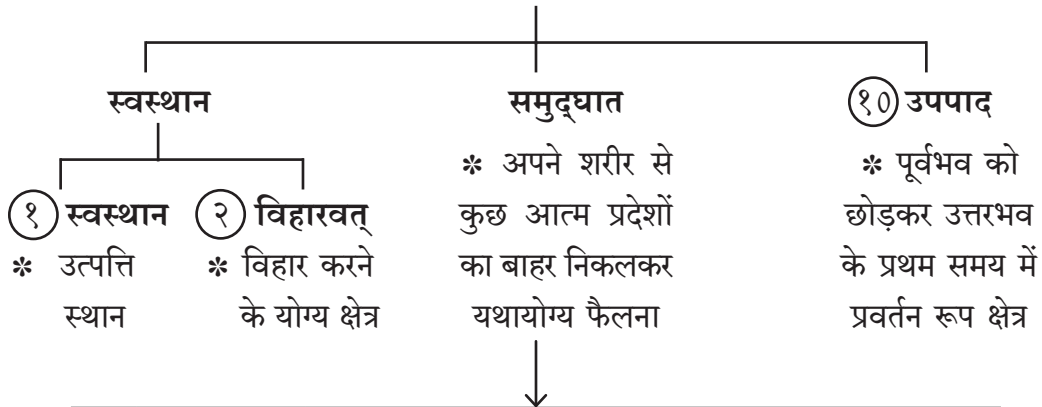 स्वस्थान
समुद्घात
१० उपपाद
१ स्वस्थान
* उत्पत्ति
स्थान
२ विहारवत्
* विहार करने
के योग्य क्षेत्र
* अपने शरीर से
कुछ आत्म प्रदेशों
का बाहर निकलकर
यथायोग्य फैलना
* पूर्वभव को
छोड़कर उत्तरभव
के प्रथम समय में
प्रवर्तन रूप क्षेत्र